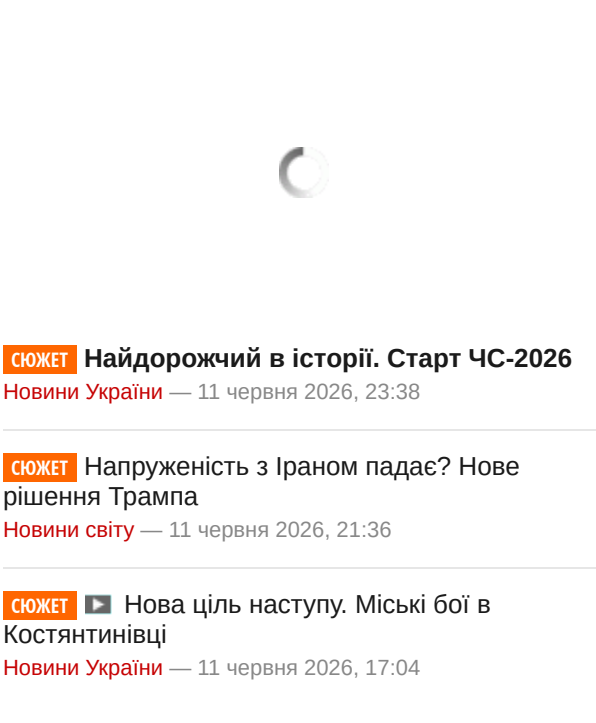 СЮЖЕТ Найдорожчий в історії. Старт ЧС-2026
Новини України — 11 червня 2026, 23:38
СЮЖЕТ Напруженість з Іраном падає? Нове
рішення Трампа
Новини світу — 11 червня 2026, 21:36
СЮЖЕТ Нова ціль наступу. Міські бої в
Костянтинівці
Новини України — 11 червня 2026, 17:04